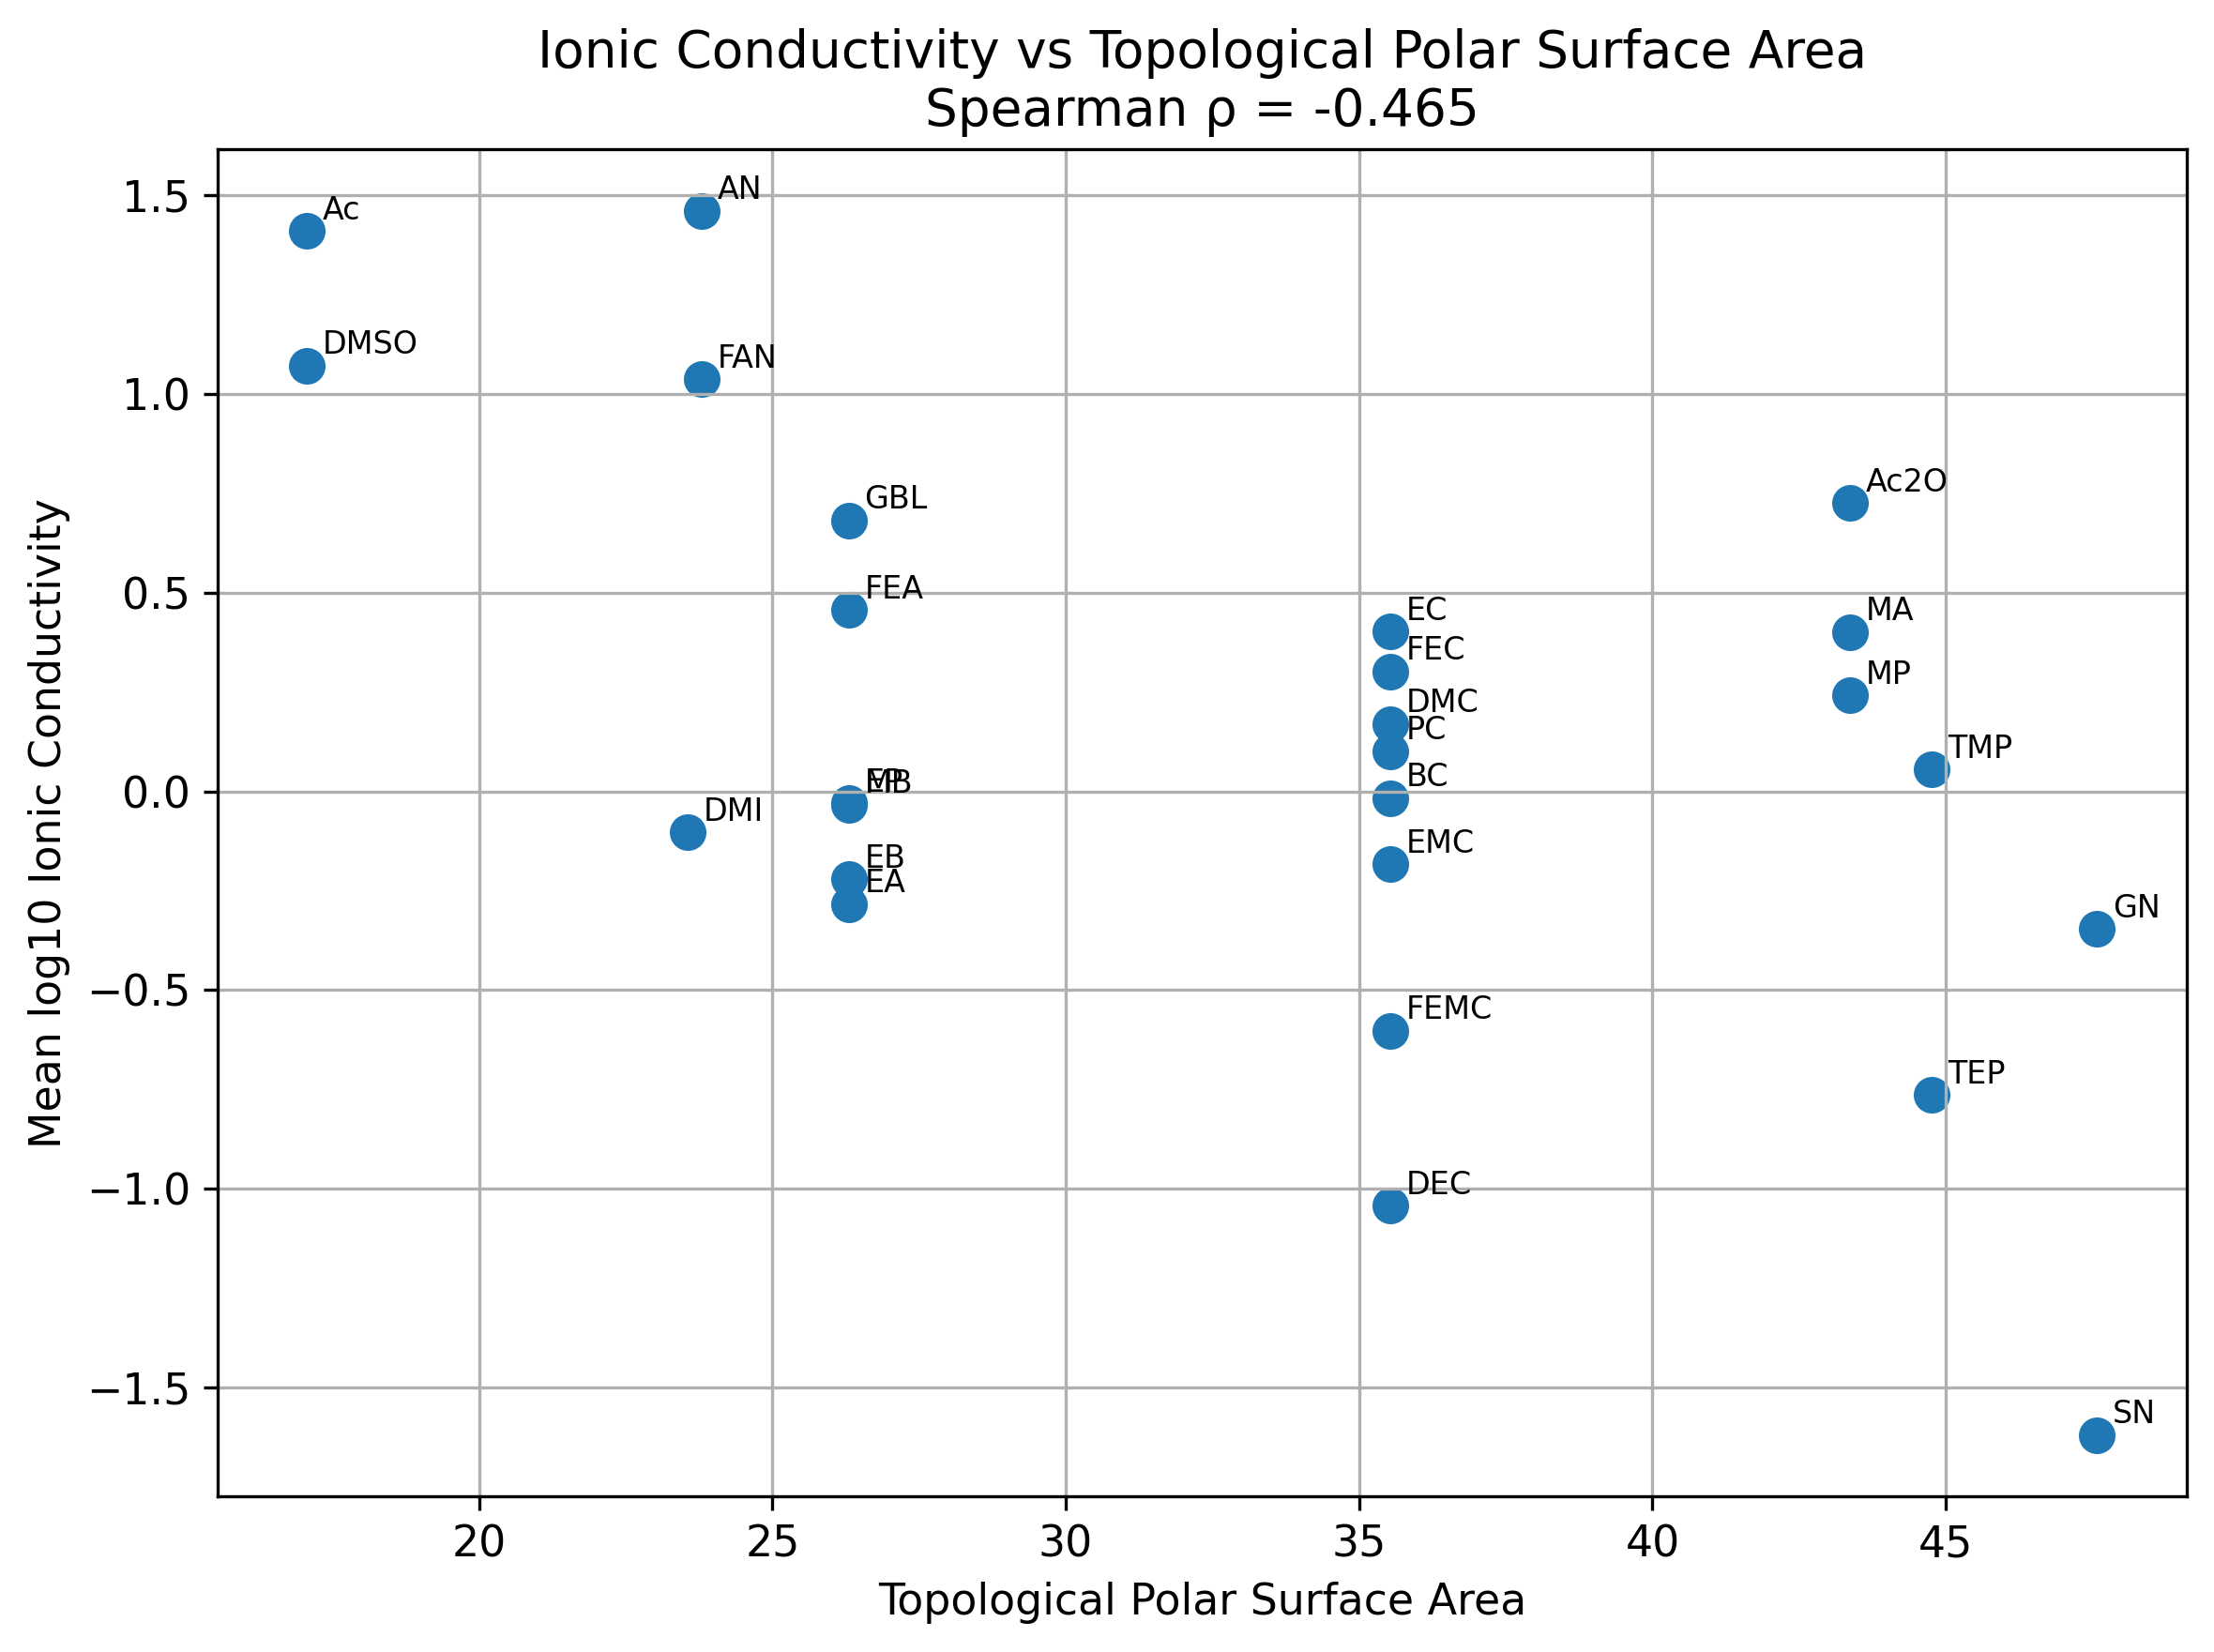 Ionic Conductivity vs Topological Polar Surface Area
Spearman ρ = -0.465
Mean log10 Ionic Conductivity
1.5
1.0
0.5
0.0
−0.5
−1.0
−1.5
Ac
AN
DMSO
FAN
GBL
Ac2O
FEA
EC
MA
FEC
MP
DMC
PC
TMP
BC
DMI
EMC
EB
EA
GN
FEMC
TEP
DEC
SN
20
25
30
35
40
45
Topological Polar Surface Area